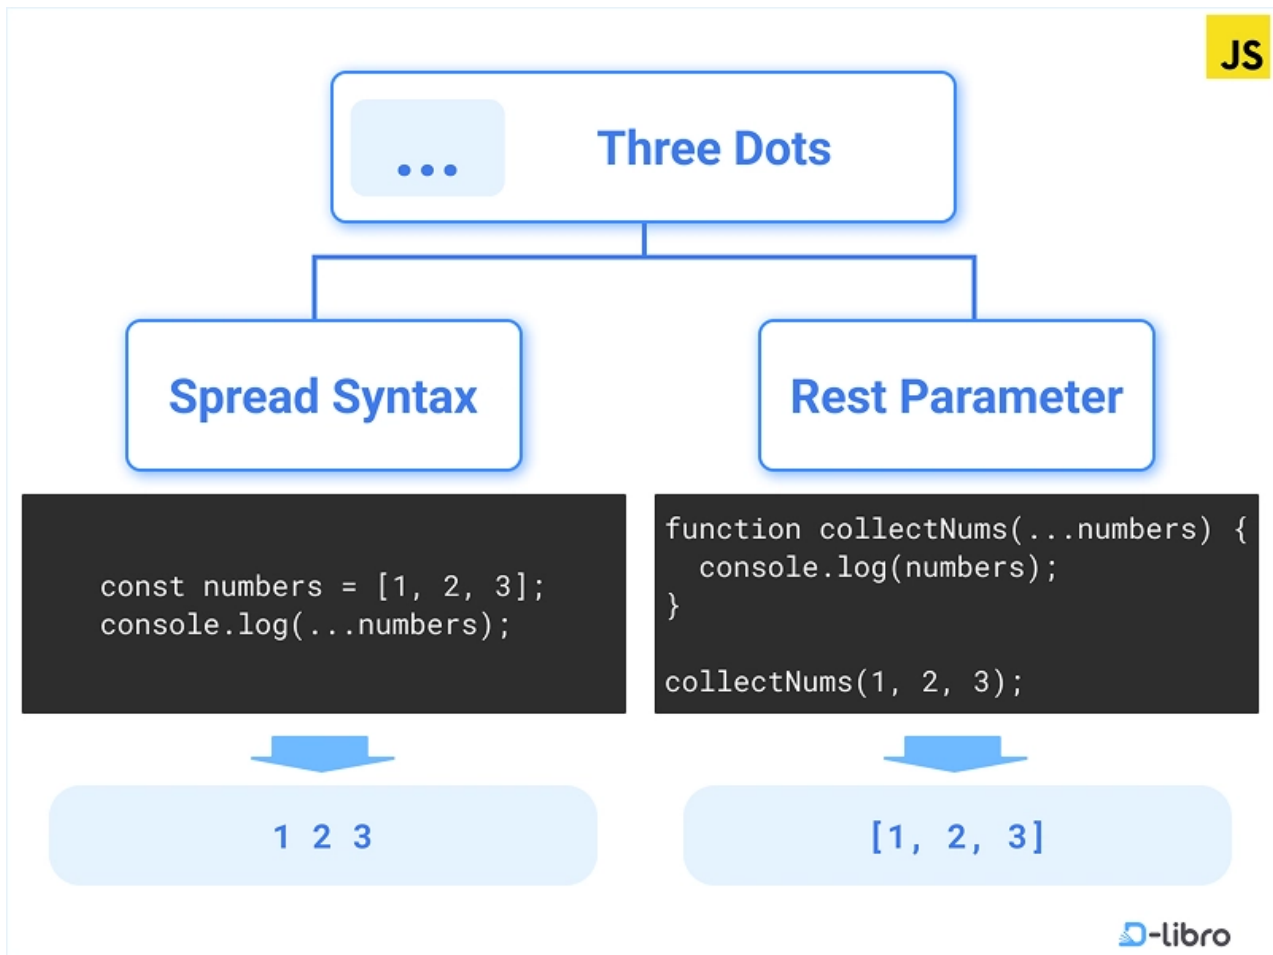 JS
... Three Dots
Spread Syntax
Rest Parameter
const numbers = [1, 2, 3];
console.log(...numbers);
function collectNums(...numbers) {
  console.log(numbers);
}
collectNums(1, 2, 3);
1 2 3
[1, 2, 3]
D-libro